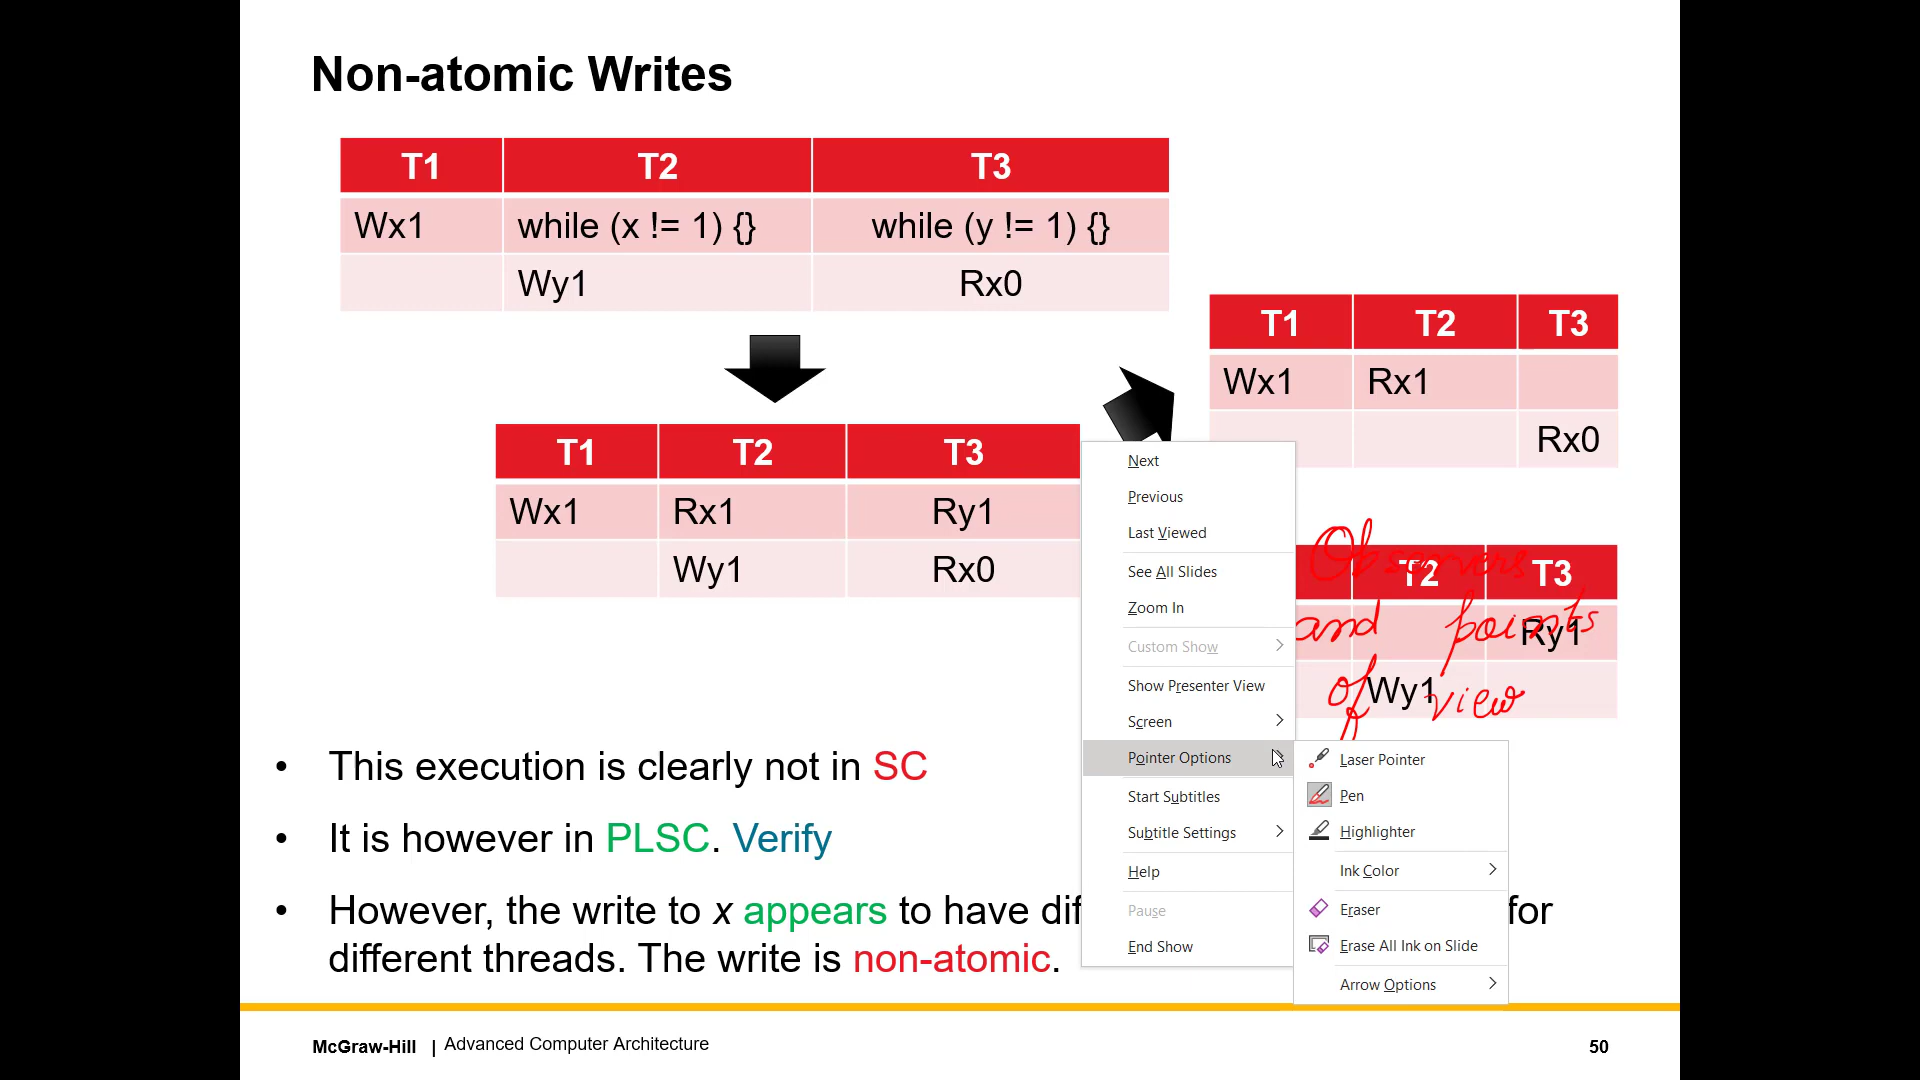 Non-atomic Writes
T1 T2 T3
Wx1 while (x != 1) {} while (y != 1) {}
Wy1 Rx0
T1 T2 T3
Wx1 Rx1
Rx0
T1 T2 T3
Wx1 Rx1 Ry1
Wy1 Rx0
T2 T3
Ry1
Wy1
Observers
and points
of view
This execution is clearly not in SC
It is however in PLSC. Verify
However, the write to x appears to have dif for
different threads. The write is non-atomic.
Next
Previous
Last Viewed
See All Slides
Zoom In
Custom Show
Show Presenter View
Screen
Pointer Options
Start Subtitles
Subtitle Settings
Help
Pause
End Show
Laser Pointer
Pen
Highlighter
Ink Color
Eraser
Erase All Ink on Slide
Arrow Options
McGraw-Hill | Advanced Computer Architecture 50